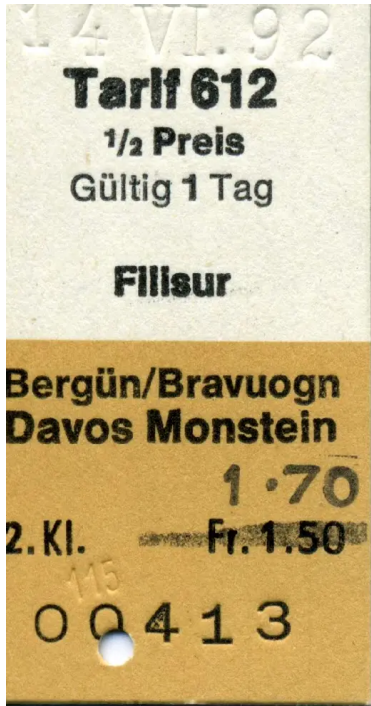 14 VI. 92
Tarif 612
1/2 Preis
Gültig 1 Tag
Filisur
Bergün/Bravuogn
Davos Monstein
1.70
2. Kl. Fr. 1.50
115
00413